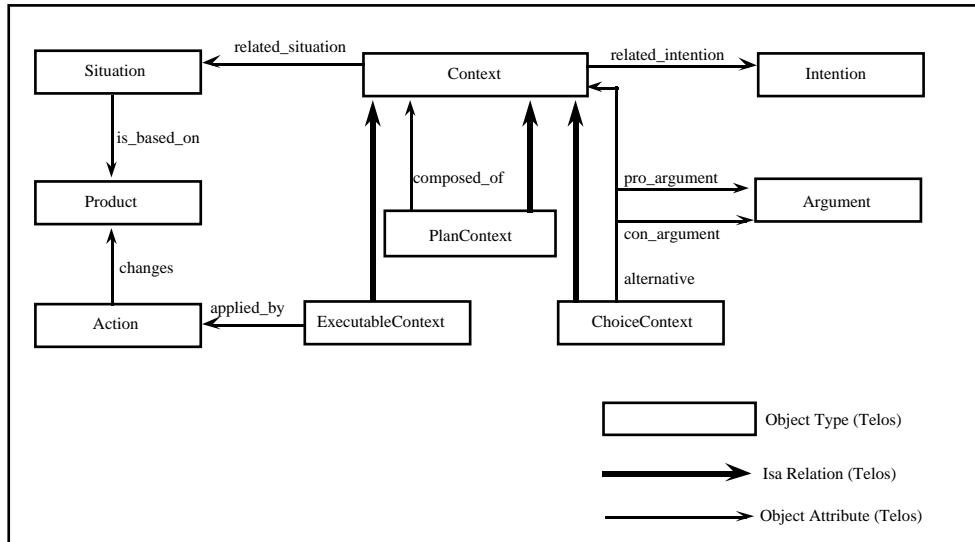 related_situation
related_intention
Situation
Context
Intention
is_based_on
composed_of
pro_argument
Product
Argument
PlanContext
con_argument
changes
alternative
applied_by
Action
ExecutableContext
ChoiceContext
Object Type (Telos)
Isa Relation (Telos)
Object Attribute (Telos)